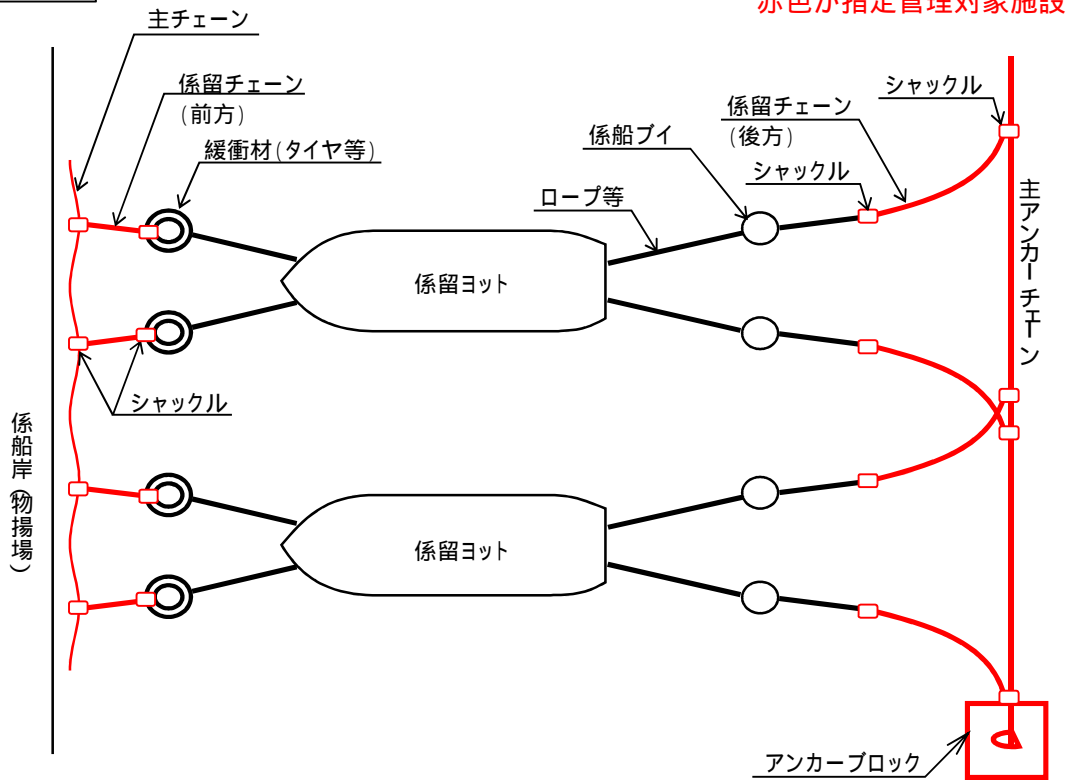 赤色が指定管理対象施設
主チェーン
係留チェーン
(前方)
緩衝材(タイヤ等)
係船ブイ
ロープ等
シャックル
係留チェーン
(後方)
シャックル
主アンカーチェーン
係留ヨット
シャックル
係船岸(物揚場)
係留ヨット
アンカーブロック